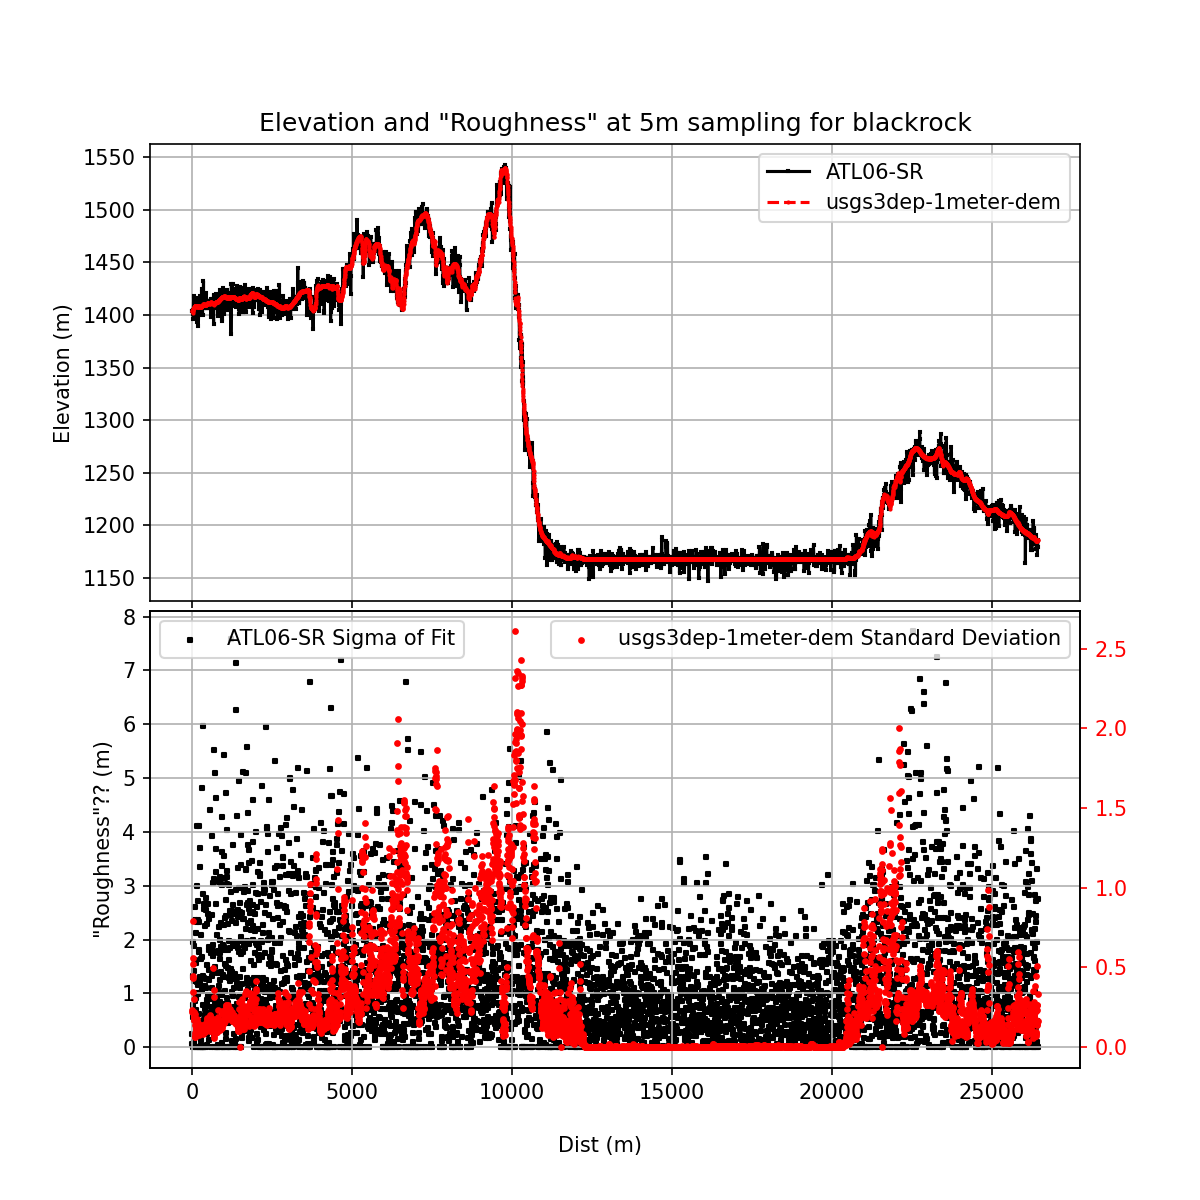 Elevation and "Roughness" at 5m sampling for blackrock
1550
1500
1450
1400
1350
1300
1250
1200
1150
Elevation (m)
ATL06-SR
usgs3dep-1meter-dem
8
7
6
5
4
3
2
1
0
"Roughness"?? (m)
ATL06-SR Sigma of Fit
usgs3dep-1meter-dem Standard Deviation
2.5
2.0
1.5
1.0
0.5
0.0
0 5000 10000 15000 20000 25000
Dist (m)